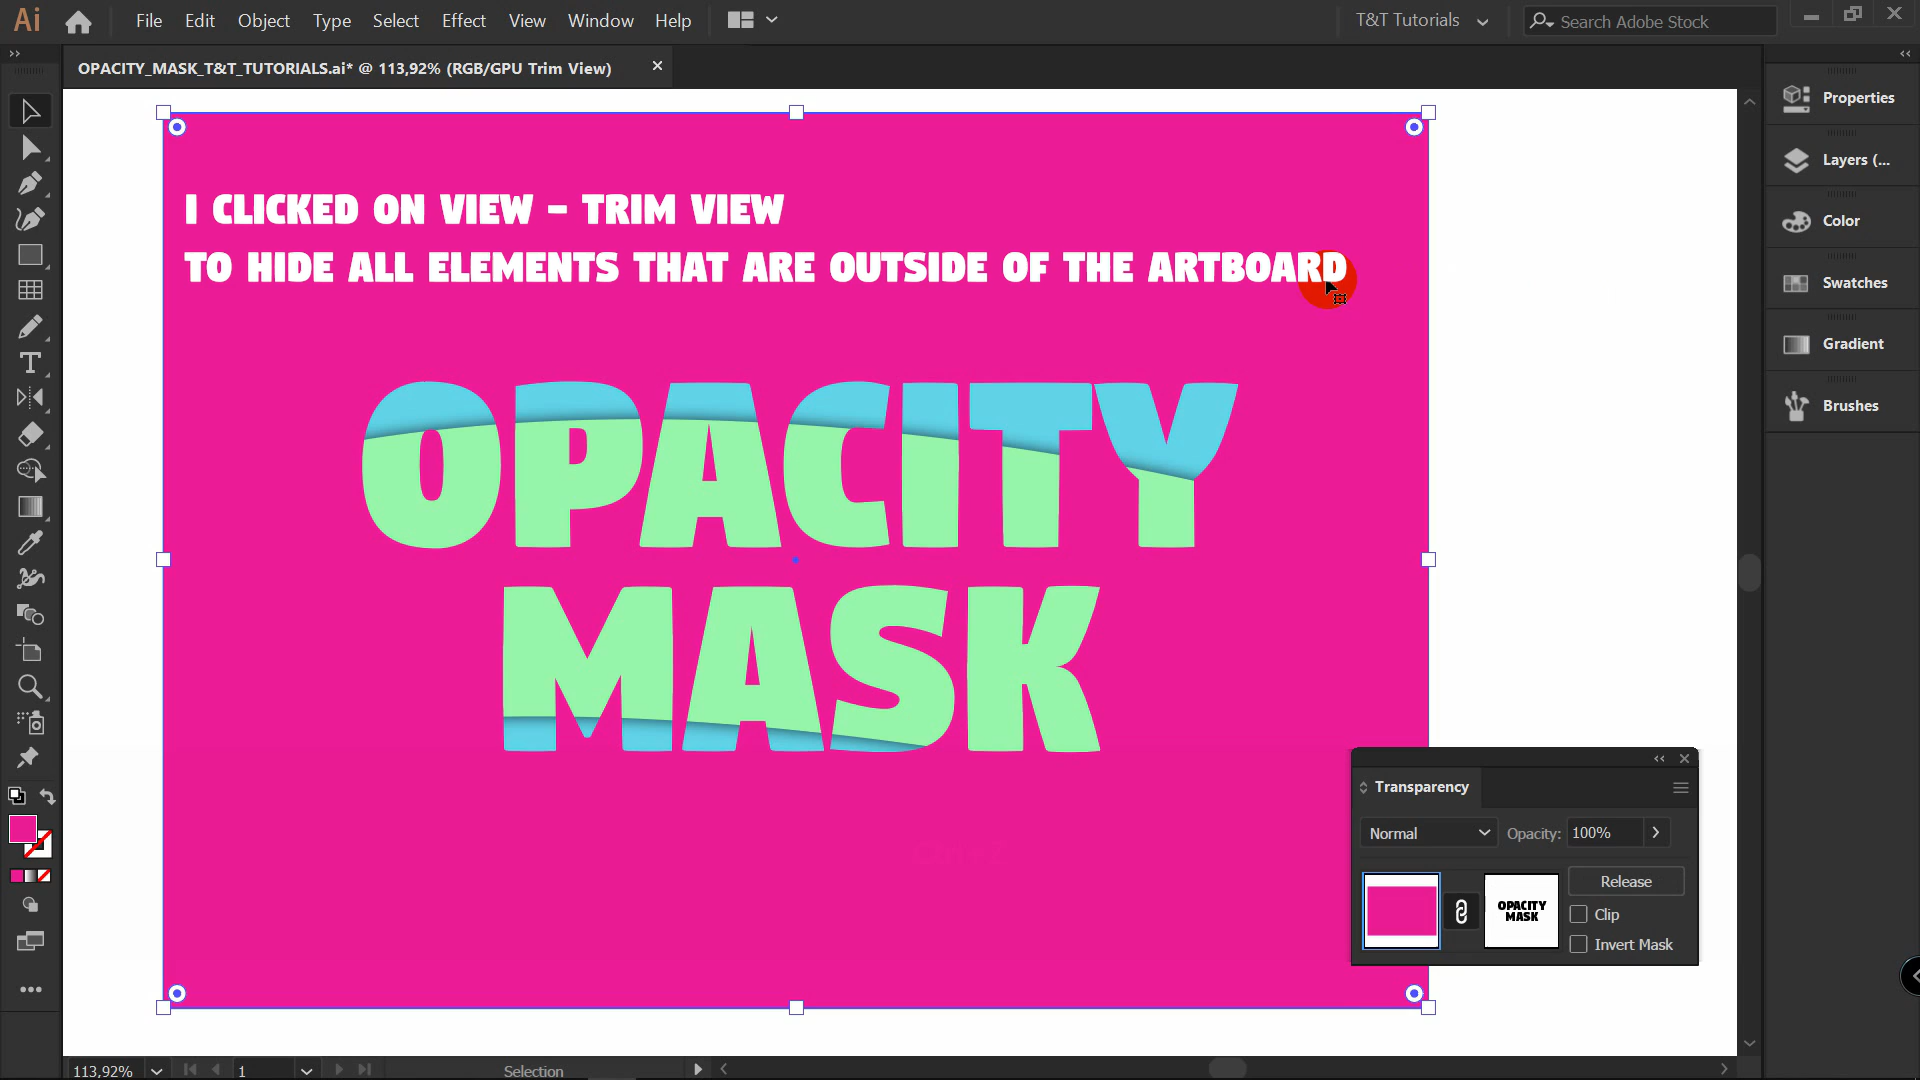 Ai File Edit Object Type Select Effect View Window Help T&T Tutorials Search Adobe Stock
OPACITY_MASK_T&T_TUTORIALS.ai* @ 113,92% (RGB/GPU Trim View)
Properties
Layers (...
Color
Swatches
Gradient
Brushes
I CLICKED ON VIEW - TRIM VIEW
TO HIDE ALL ELEMENTS THAT ARE OUTSIDE OF THE ARTBOARD
OPACITY
MASK
Ctrl+Z
Transparency
Normal Opacity: 100%
Release
OPACITY
MASK
Clip
Invert Mask
113,92% 1 Selection